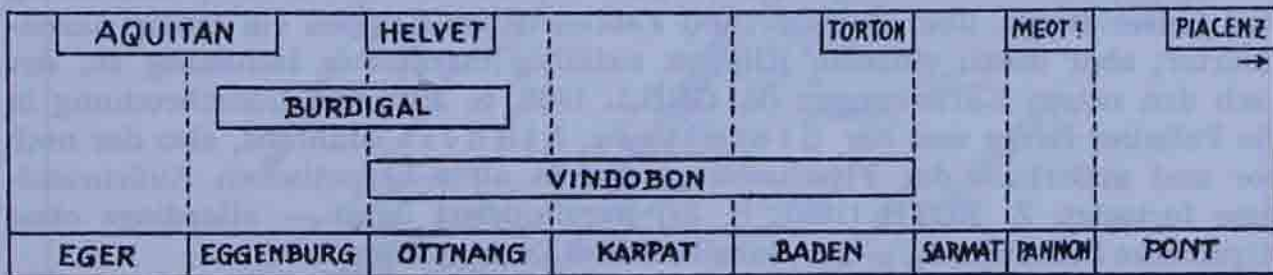 AQUITAN HELVET TORTON MEOT! PIACENZ
BURDIGAL
VINDOBON
EGER EGGENBURG OTTNANG KARPAT BADEN SARMAT PANNON PONT